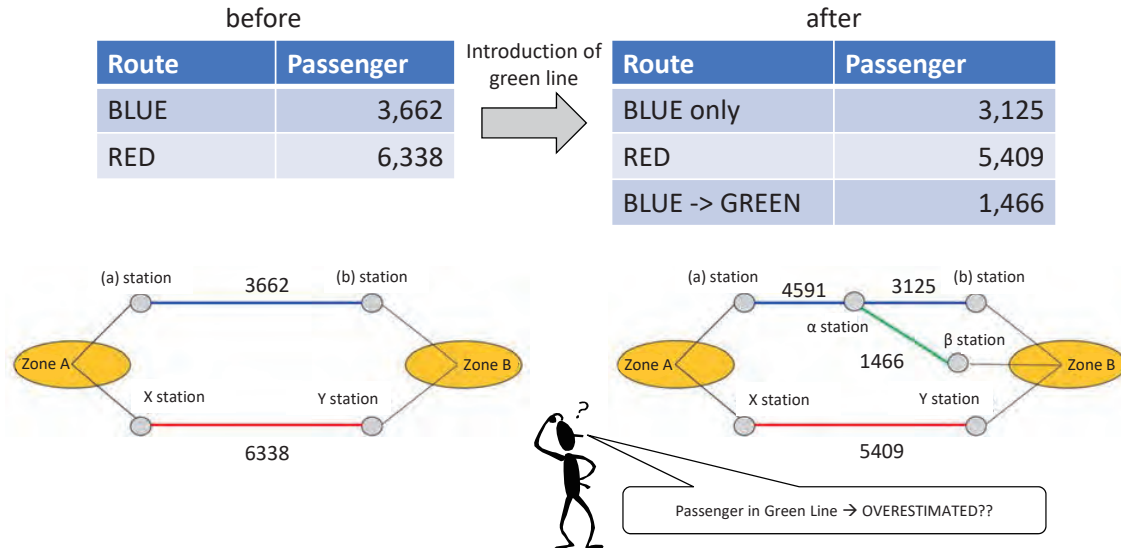 before
Route Passenger
BLUE 3,662
RED 6,338
Introduction of
green line
after
Route Passenger
BLUE only 3,125
RED 5,409
BLUE -> GREEN 1,466
(a) station (b) station
3662
Zone A Zone B
X station Y station
6338
(a) station (b) station
4591 3125
α station
β station
1466
Zone A Zone B
X station Y station
5409
?
Passenger in Green Line → OVERESTIMATED??